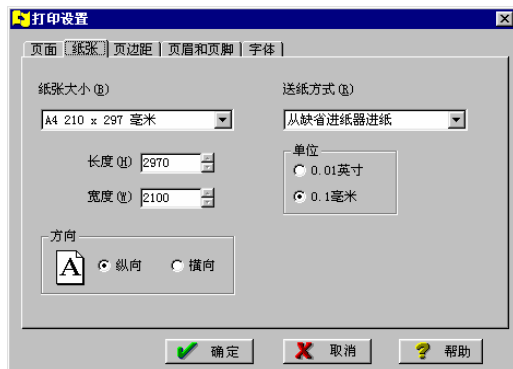 打印设置
页面 纸张 页边距 页眉和页脚 字体
纸张大小(B) 送纸方式(R)
A4 210 x 297 毫米 从缺省进纸器进纸
长度(H) 2970
宽度(W) 2100
单位
0.01英寸
0.1毫米
方向
A 纵向 横向
确定 取消 帮助